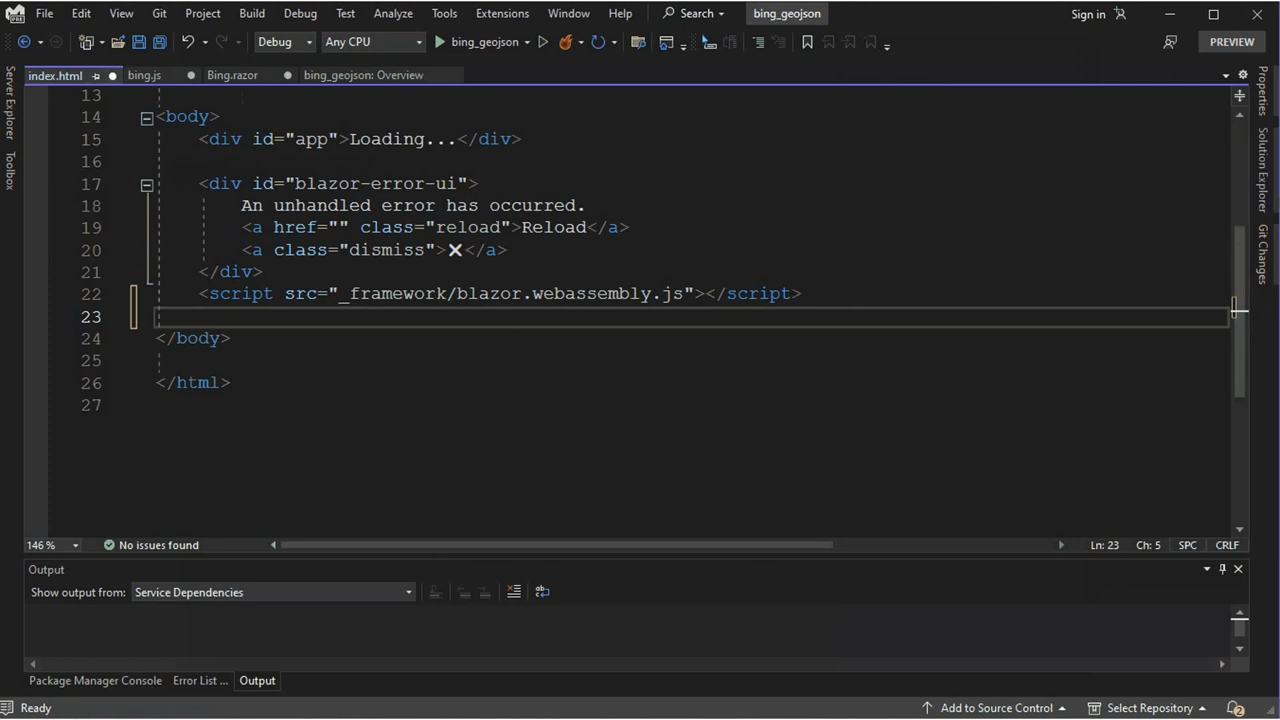 File Edit View Git Project Build Debug Test Analyze Tools Extensions Window Help Search bing_geojson Sign in
PRE
Debug Any CPU bing_geojson PREVIEW
index.html bing.js Bing.razor bing_geojson: Overview
Server Explorer
Toolbox
Properties
Solution Explorer
Git Changes
13
14 <body>
15 <div id="app">Loading...</div>
16
17 <div id="blazor-error-ui">
18 An unhandled error has occurred.
19 <a href="" class="reload">Reload</a>
20 <a class="dismiss">🗙</a>
21 </div>
22 <script src="_framework/blazor.webassembly.js"></script>
23
24 </body>
25
26 </html>
27
146 % No issues found Ln: 23 Ch: 5 SPC CRLF
Output
Show output from: Service Dependencies
Package Manager Console Error List ... Output
Ready Add to Source Control Select Repository 2